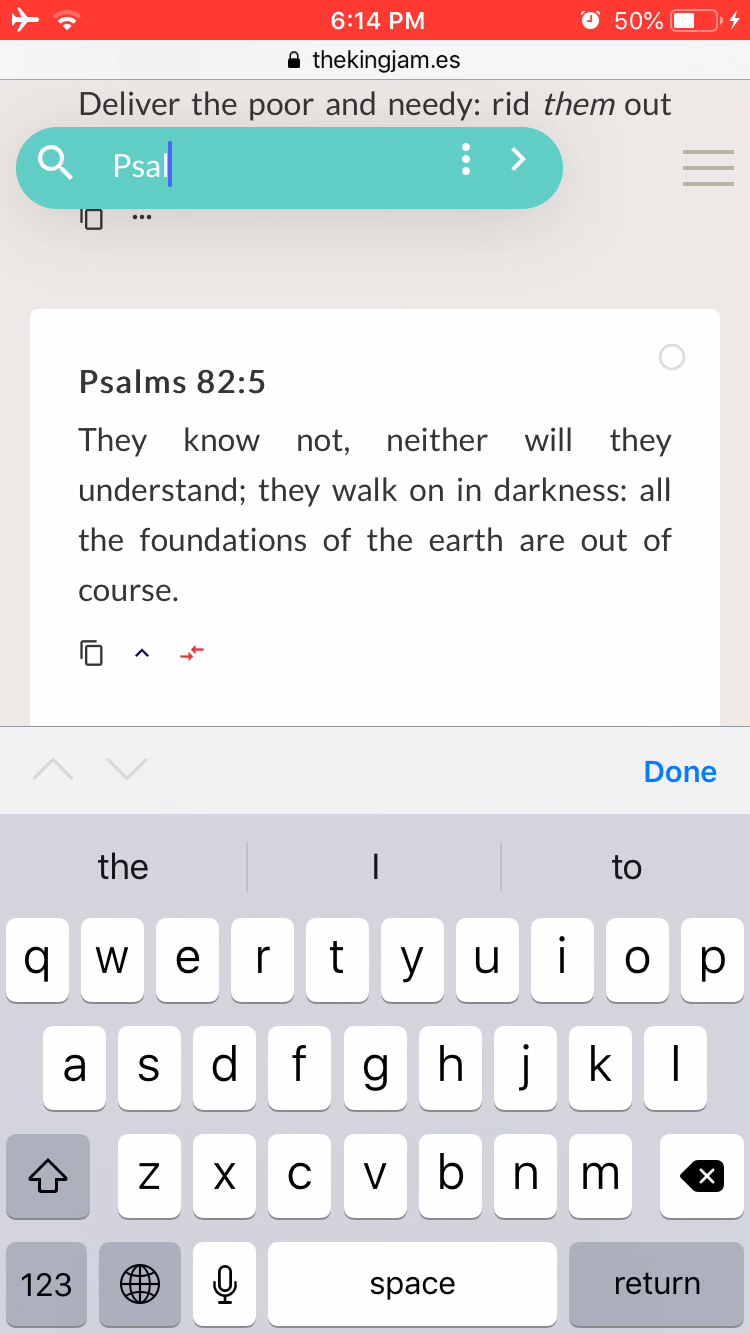 6:14 PM
50%
thekingjam.es
Deliver the poor and needy: rid them out
Psal
Psalms 82:5
They know not, neither will they
understand; they walk on in darkness: all
the foundations of the earth are out of
course.
Done
the I to
q w e r t y u i o p
a s d f g h j k l
z x c v b n m
123 space return